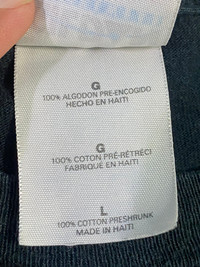 G
100% ALGODON PRE-ENCOGIDO
HECHO EN HAITI
G
100% COTON PRÉ-RÉTRÉCI
FABRIQUÉ EN HAITI
L
100% COTTON PRESHRUNK
MADE IN HAITI